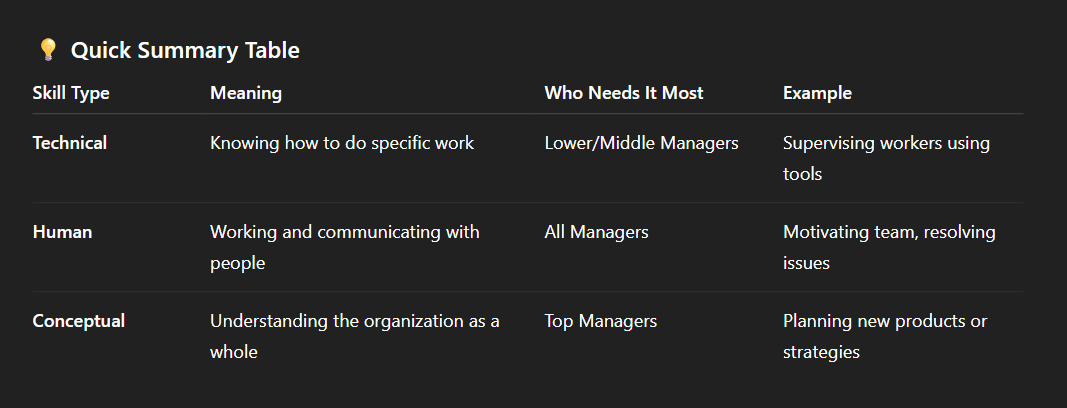 💡 Quick Summary Table
Skill Type Meaning Who Needs It Most Example
Technical Knowing how to do specific work Lower/Middle Managers Supervising workers using
tools
Human Working and communicating with All Managers Motivating team, resolving
people issues
Conceptual Understanding the organization as a Top Managers Planning new products or
whole strategies